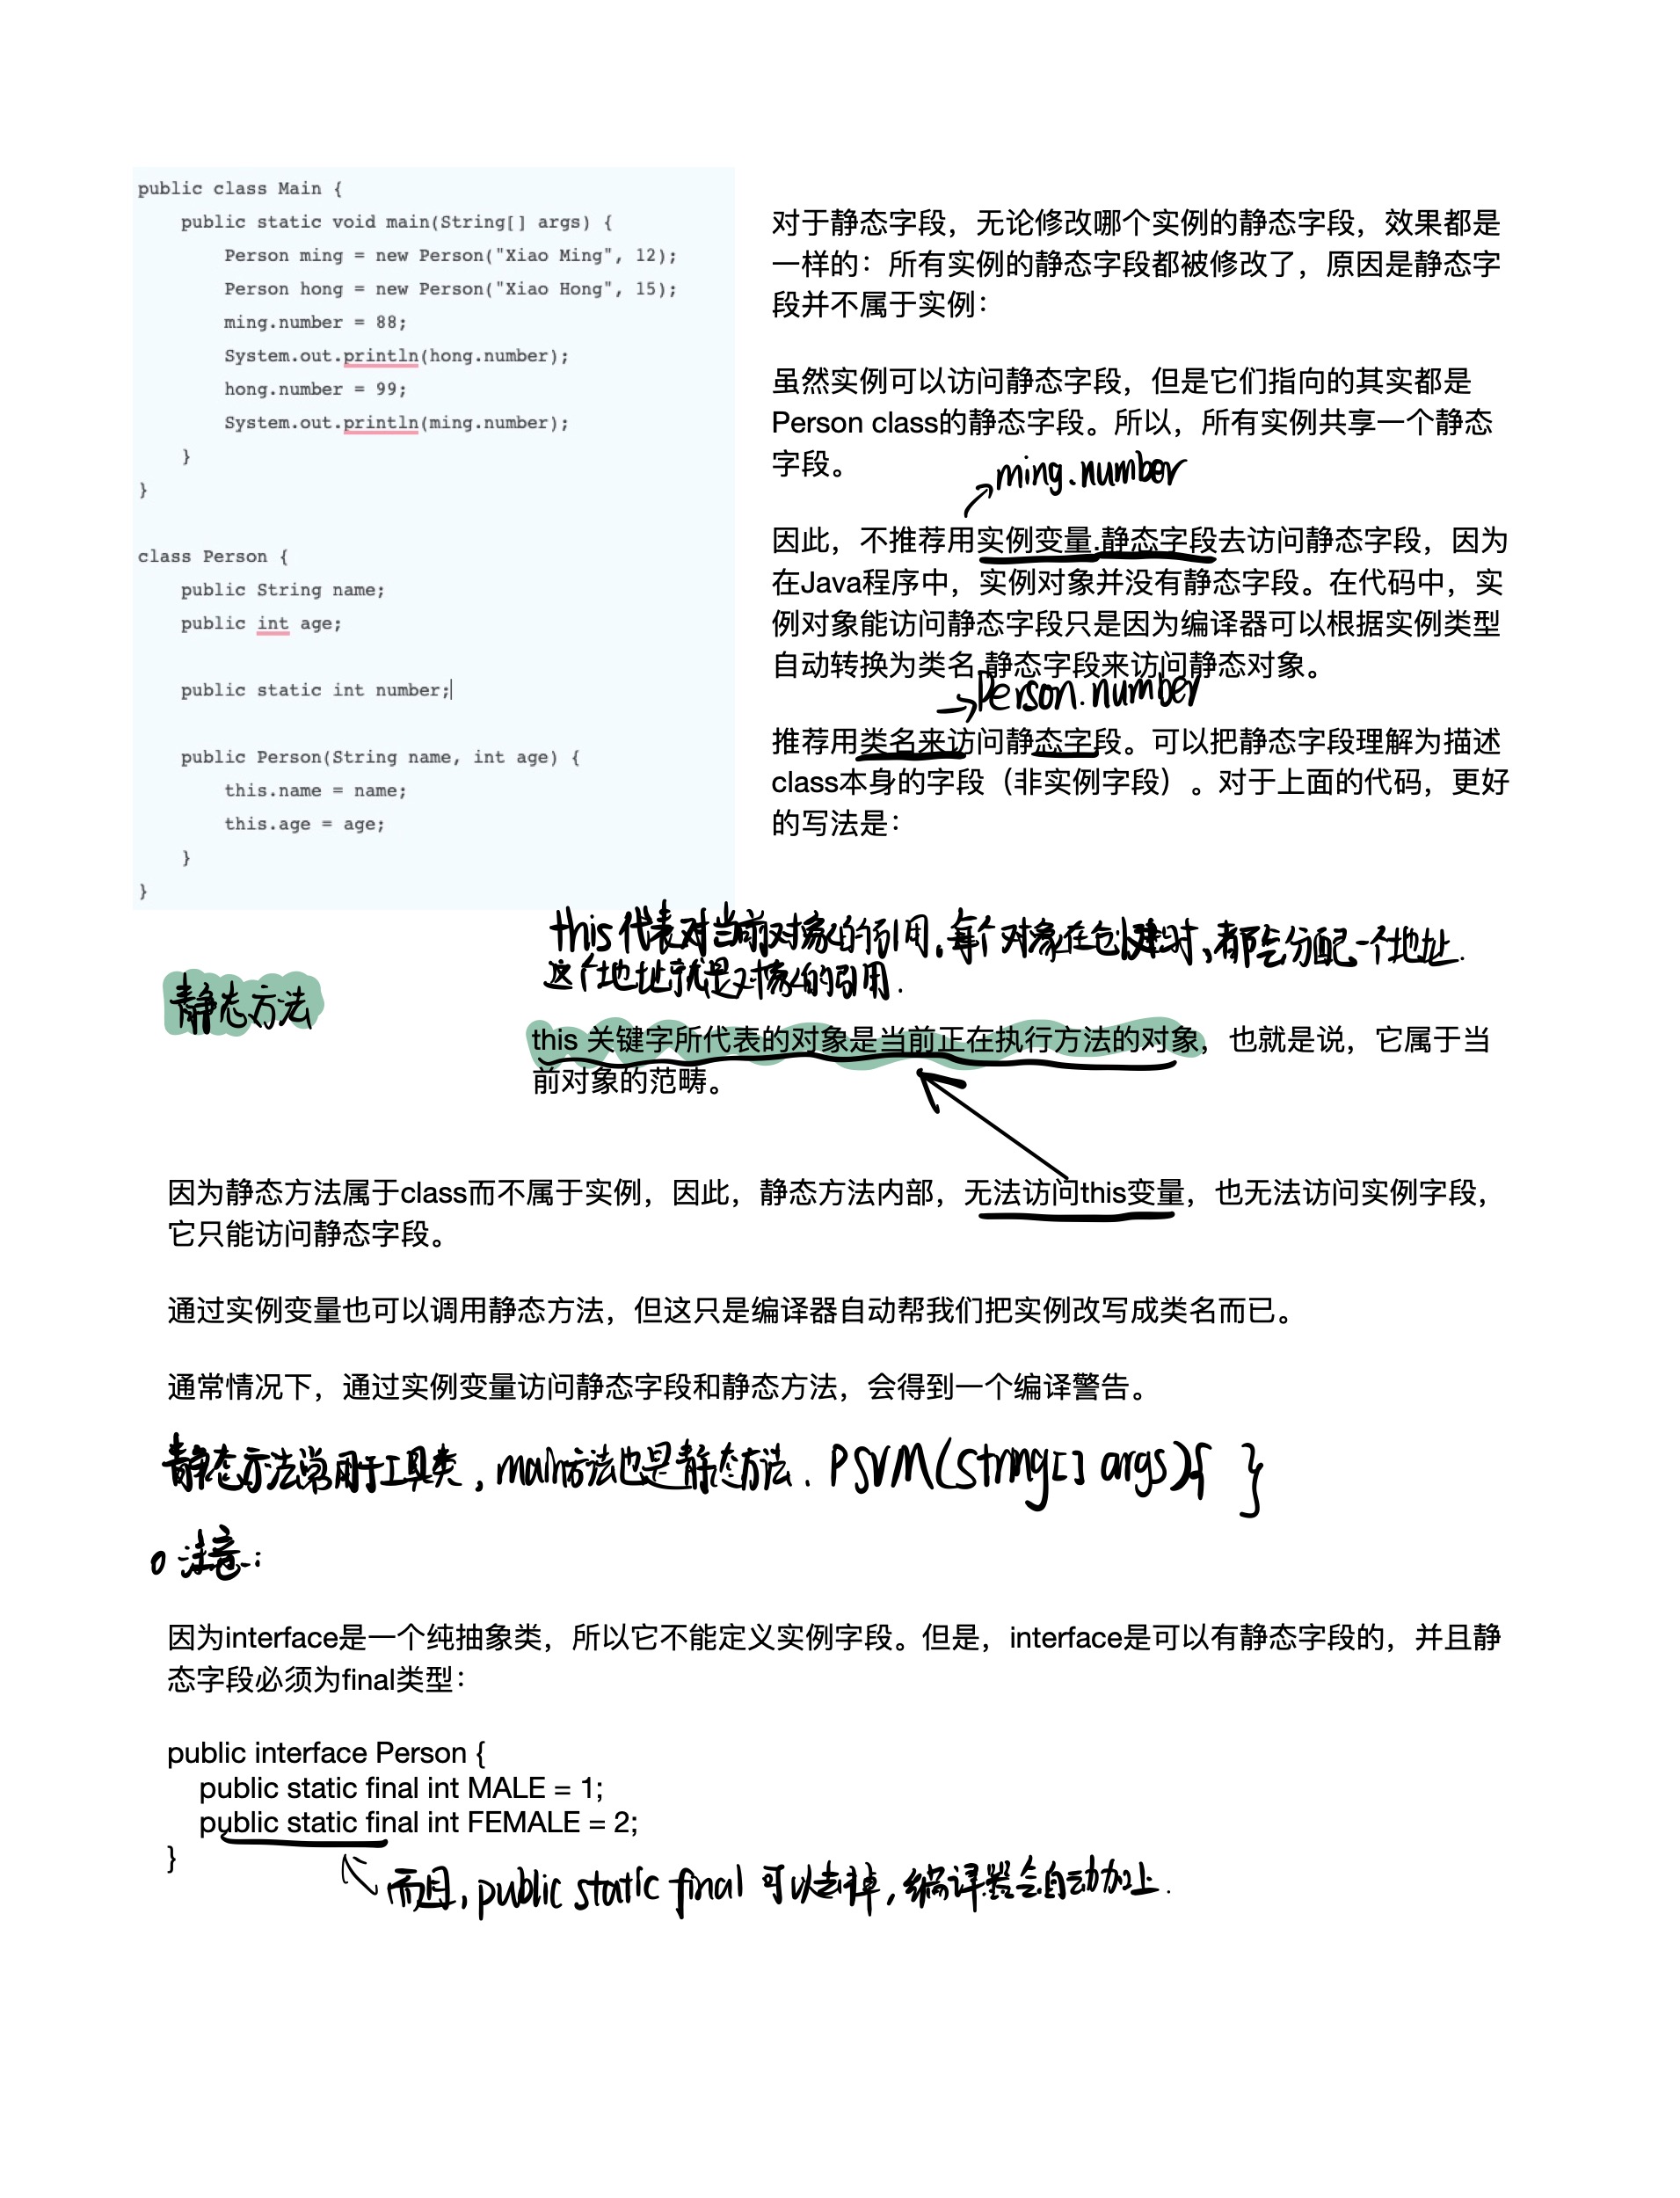 public class Main {
public static void main(String[] args) {
Person ming = new Person("Xiao Ming", 12);
Person hong = new Person("Xiao Hong", 15);
ming.number = 88;
System.out.println(hong.number);
hong.number = 99;
System.out.println(ming.number);
}
}
class Person {
public String name;
public int age;
public static int number;
public Person(String name, int age) {
this.name = name;
this.age = age;
}
}
对于静态字段，无论修改哪个实例的静态字段，效果都是
一样的：所有实例的静态字段都被修改了，原因是静态字
段并不属于实例：
虽然实例可以访问静态字段，但是它们指向的其实都是
Person class的静态字段。所以，所有实例共享一个静态
字段。
ming.number
因此，不推荐用实例变量.静态字段去访问静态字段，因为
在Java程序中，实例对象并没有静态字段。在代码中，实
例对象能访问静态字段只是因为编译器可以根据实例类型
自动转换为类名.静态字段来访问静态对象。
Person.number
推荐用类名来访问静态字段。可以把静态字段理解为描述
class本身的字段（非实例字段）。对于上面的代码，更好
的写法是：
this 代表对当前对象的引用,每个对象在创建时、都会分配一个地址.
这个地址就是对象的引用.
静态方法
this 关键字所代表的对象是当前正在执行方法的对象，也就是说，它属于当
前对象的范畴。
因为静态方法属于class而不属于实例，因此，静态方法内部，无法访问this变量，也无法访问实例字段，
它只能访问静态字段。
通过实例变量也可以调用静态方法，但这只是编译器自动帮我们把实例改写成类名而已。
通常情况下，通过实例变量访问静态字段和静态方法，会得到一个编译警告。
静态方法常用于工具类,main方法也是静态方法. PSVM(string[] args){ }
o 注意:
因为interface是一个纯抽象类，所以它不能定义实例字段。但是，interface是可以有静态字段的，并且静
态字段必须为final类型：
public interface Person {
public static final int MALE = 1;
public static final int FEMALE = 2;
}
而且, public static final 可以去掉, 编译器会自动加上.